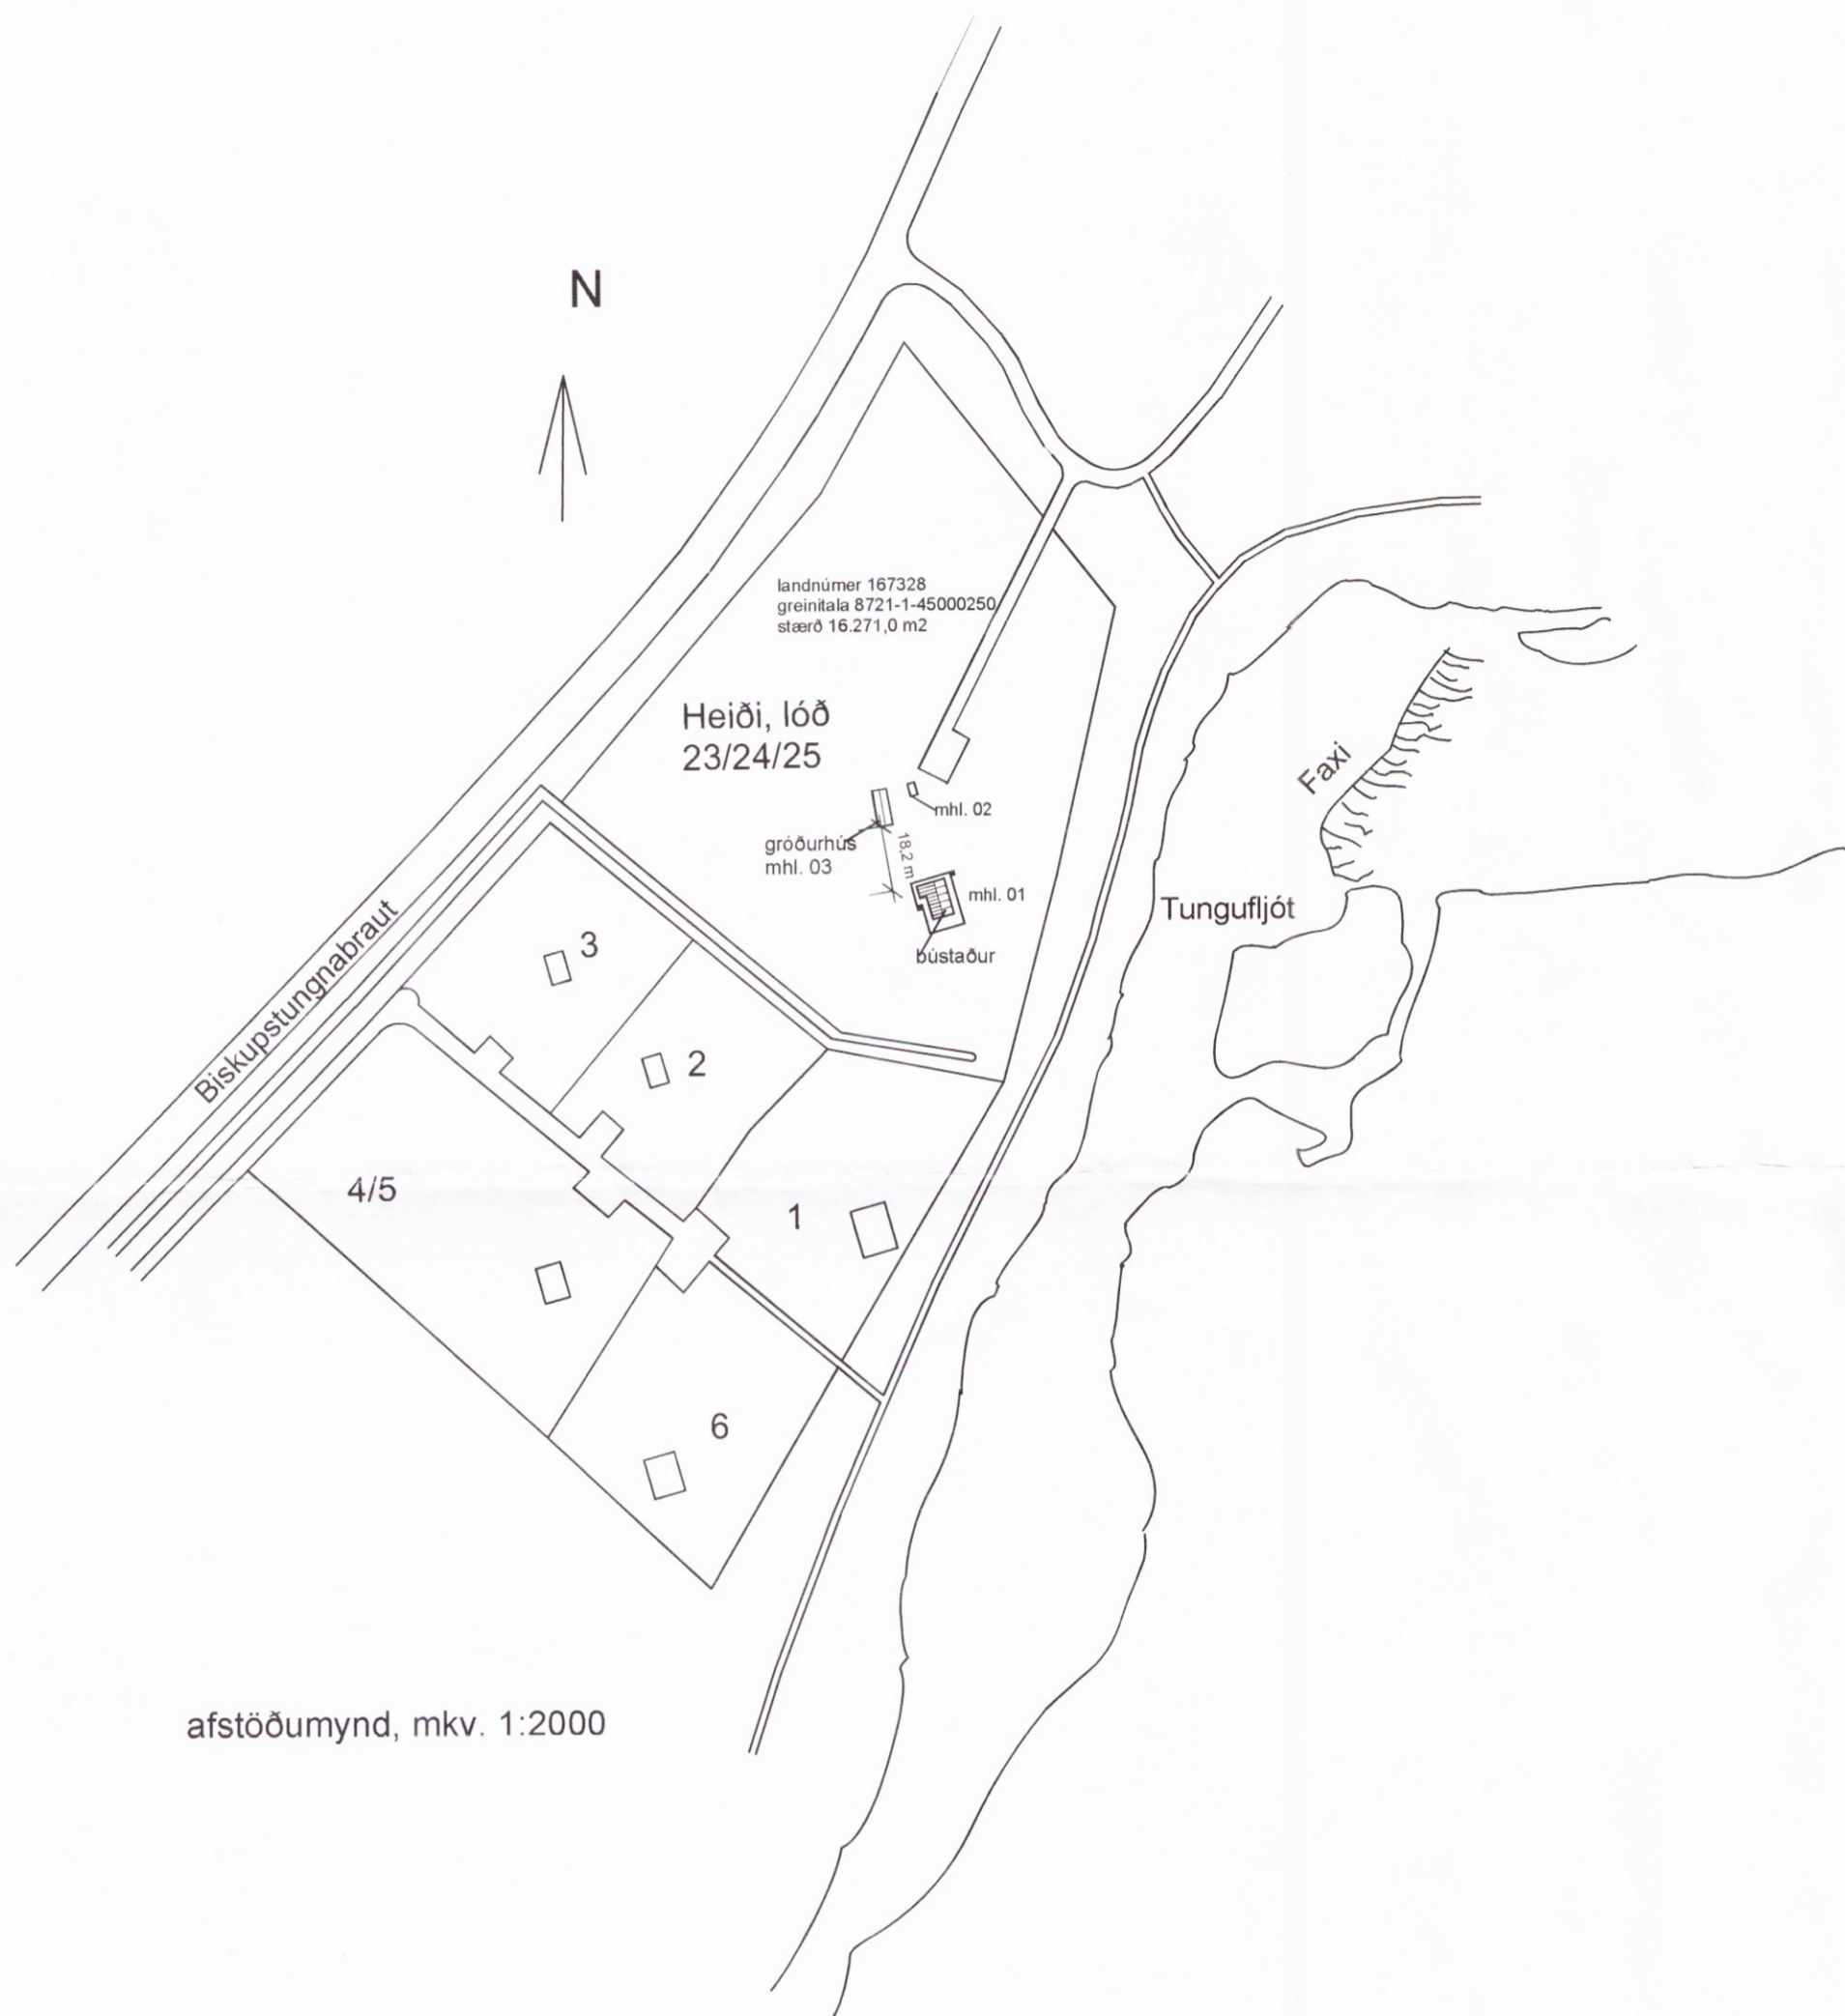 N
landnúmer 167328
greinitala 8721-1-45000250
stærð 16.271,0 m2
Heiði, lóð
23/24/25
mhl. 02
gróðurhús
mhl. 03
18,2 m
mhl. 01
bústaður
Faxi
Tungufljót
Biskupstungnabraut
3
2
4/5
1
6
afstöðumynd, mkv. 1:2000